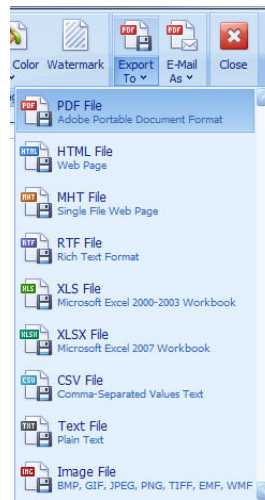 Color Watermark Export To E-Mail As Close
PDF
PDF File
Adobe Portable Document Format
HTML
HTML File
Web Page
MHT
MHT File
Single File Web Page
RTF
RTF File
Rich Text Format
XLS
XLS File
Microsoft Excel 2000-2003 Workbook
XLSX
XLSX File
Microsoft Excel 2007 Workbook
CSV
CSV File
Comma-Separated Values Text
TXT
Text File
Plain Text
IMG
Image File
BMP, GIF, JPEG, PNG, TIFF, EMF, WMF